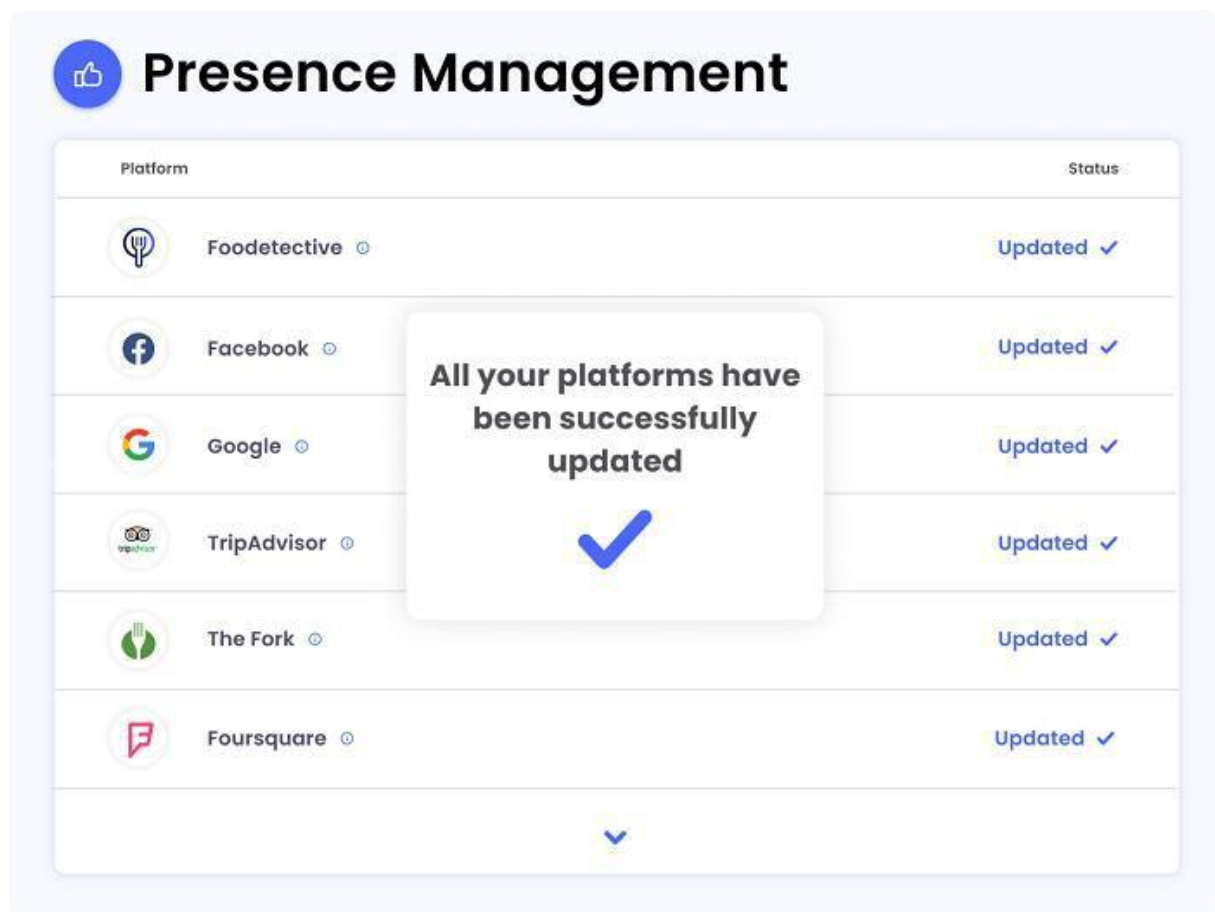 Presence Management
Platform Status
Foodetective Updated
Facebook Updated
All your platforms have
been successfully
updated
Google Updated
tripadvisor
TripAdvisor Updated
The Fork Updated
Foursquare Updated